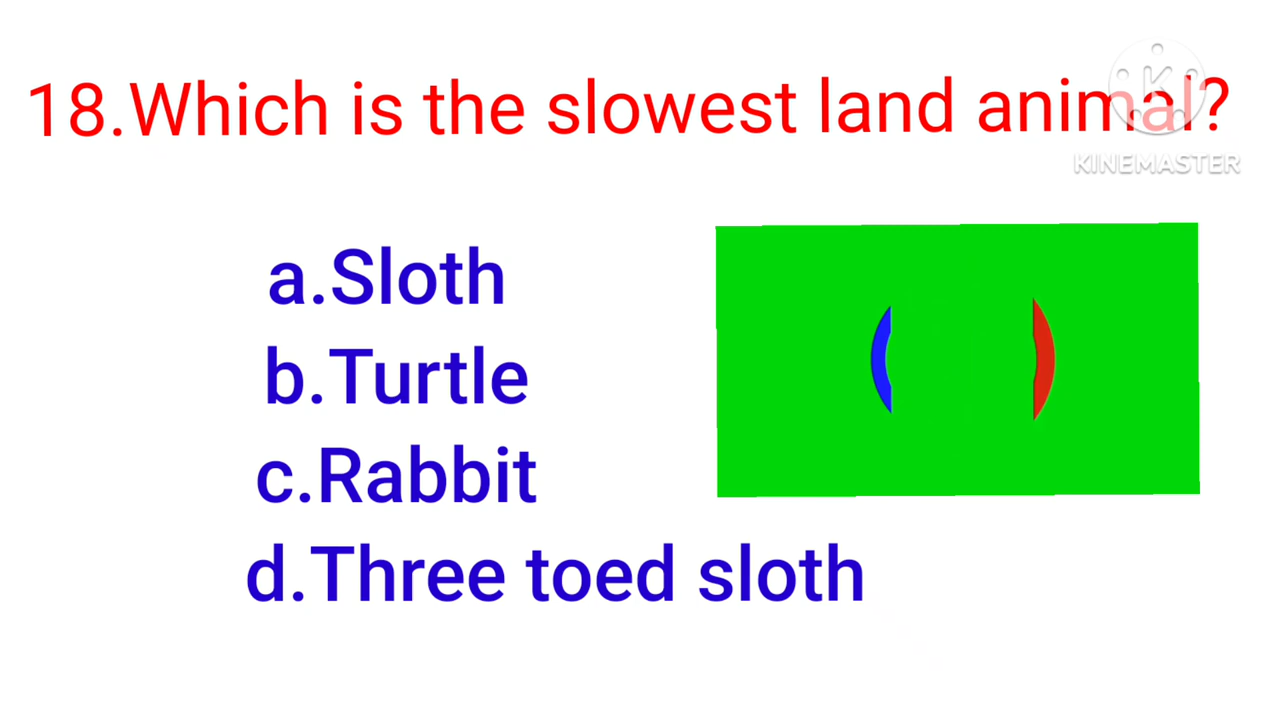 18.Which is the slowest land animal?
KINEMASTER
a.Sloth
b.Turtle
c.Rabbit
d.Three toed sloth